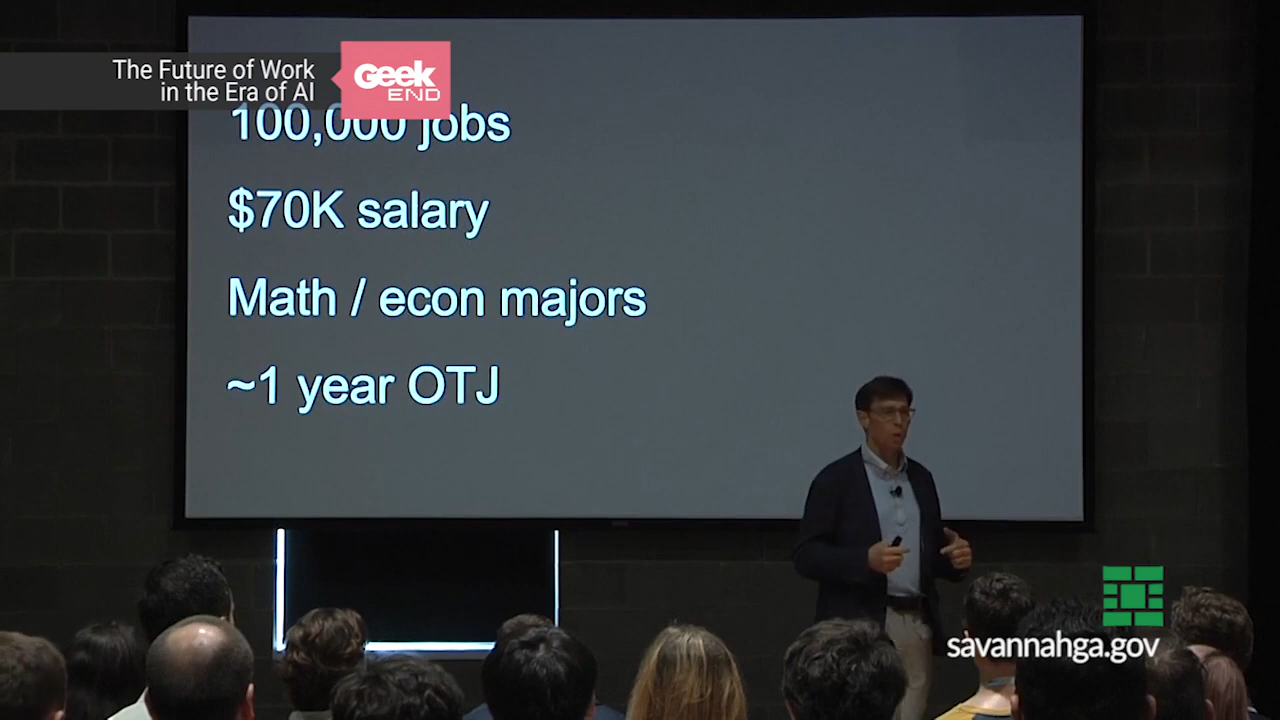 The Future of Work
in the Era of AI
Geek
END
100,000 jobs
$70K salary
Math / econ majors
~1 year OTJ
savannahga.gov